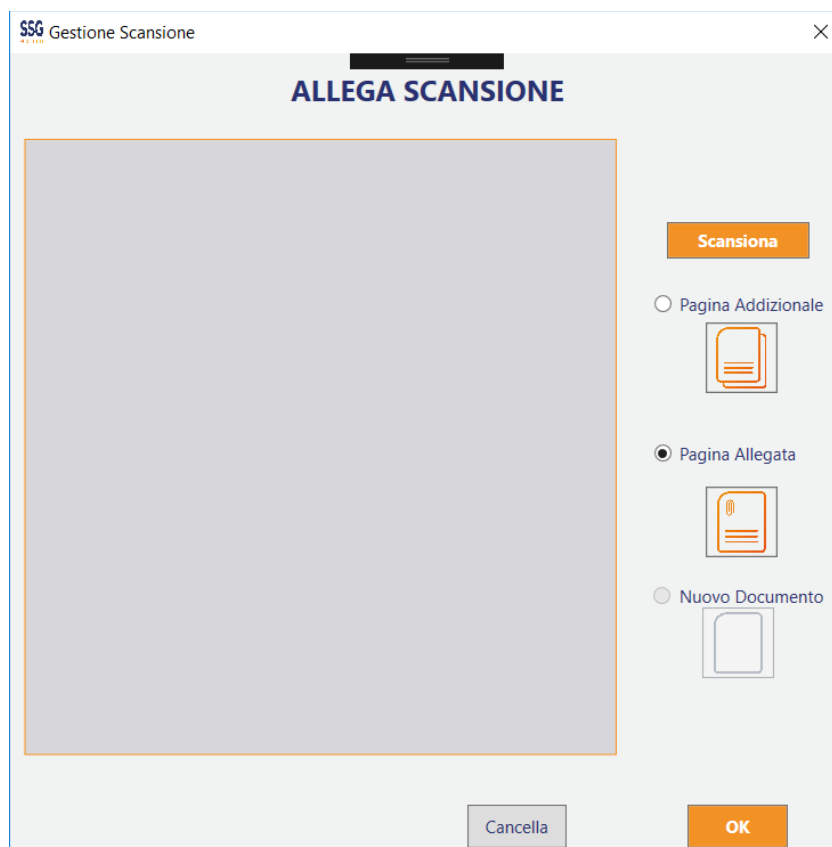 SSG Gestione Scansione
ALLEGA SCANSIONE
Scansiona
Pagina Addizionale
Pagina Allegata
Nuovo Documento
Cancella
OK